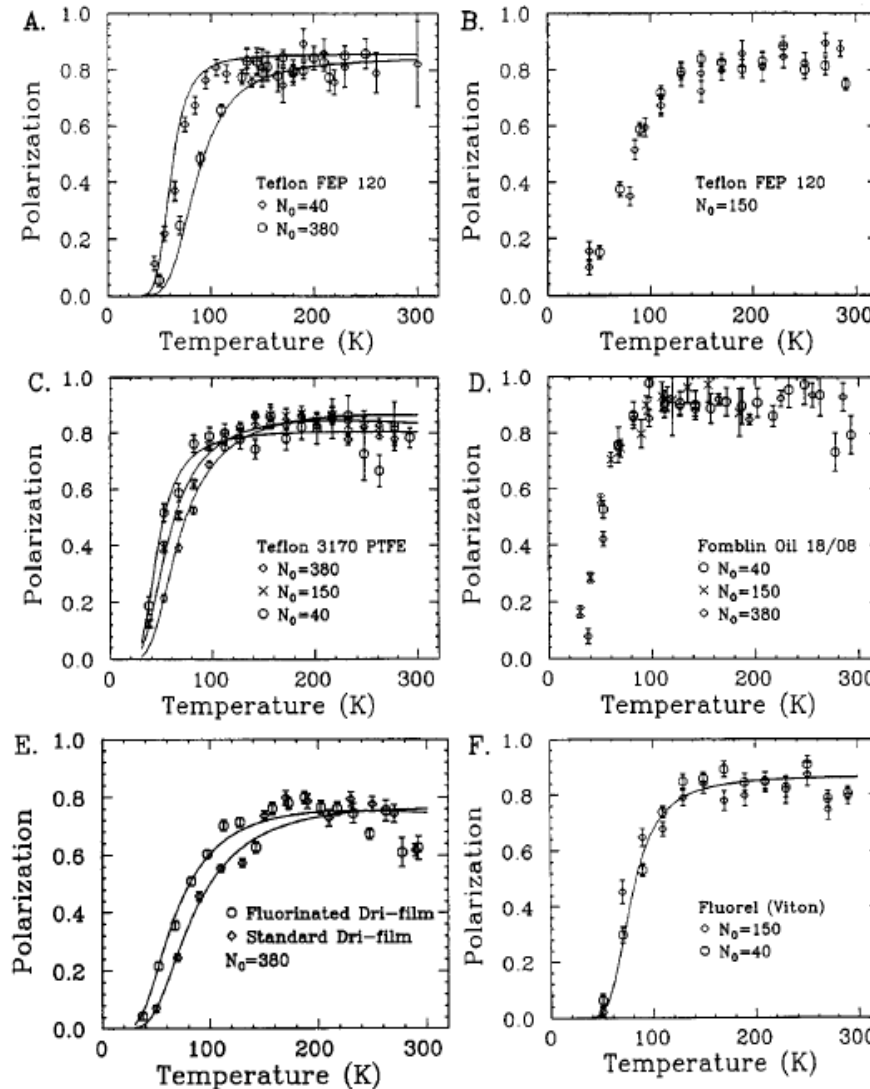 A.
Polarization
1.0
0.8
0.6
0.4
0.2
0.0
Teflon FEP 120
N₀=40
N₀=380
0 100 200 300
Temperature (K)
B.
Polarization
1.0
0.8
0.6
0.4
0.2
0.0
Teflon FEP 120
N₀=150
0 100 200 300
Temperature (K)
C.
Polarization
1.0
0.8
0.6
0.4
0.2
0.0
Teflon 3170 PTFE
N₀=380
N₀=150
N₀=40
0 100 200 300
Temperature (K)
D.
Polarization
1.0
0.8
0.6
0.4
0.2
0.0
Fomblin Oil 18/08
N₀=40
N₀=150
N₀=380
0 100 200 300
Temperature (K)
E.
Polarization
1.0
0.8
0.6
0.4
0.2
0.0
Fluorinated Dri-film
Standard Dri-film
N₀=380
0 100 200 300
Temperature (K)
F.
Polarization
1.0
0.8
0.6
0.4
0.2
0.0
Fluorel (Viton)
N₀=150
N₀=40
0 100 200 300
Temperature (K)